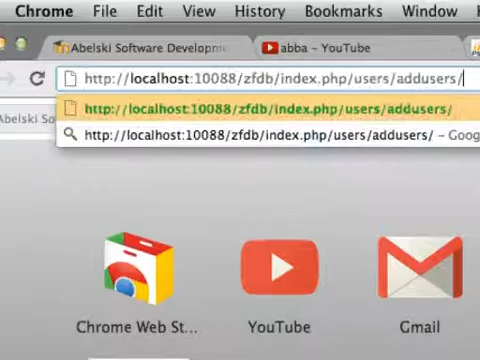 Chrome File Edit View History Bookmarks Window
Abelski Software Developm abba - YouTube
http://localhost:10088/zfdb/index.php/users/addusers/
http://localhost:10088/zfdb/index.php/users/addusers/
Abelski So
http://localhost:10088/zfdb/index.php/users/addusers/ - Goog
Chrome Web St... YouTube Gmail